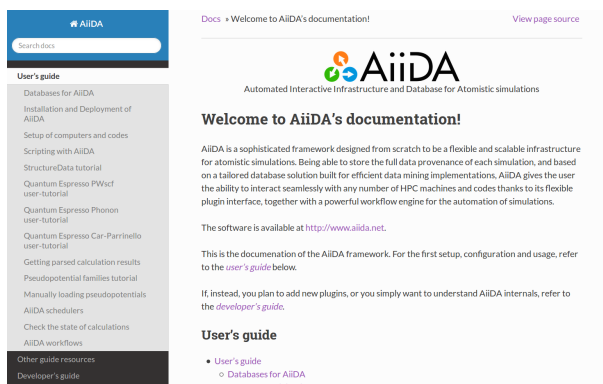 AiiDA
Search docs
User's guide
Databases for AiiDA
Installation and Deployment of
AiiDA
Setup of computers and codes
Scripting with AiiDA
StructureData tutorial
Quantum Espresso PWscf
user-tutorial
Quantum Espresso Phonon
user-tutorial
Quantum Espresso Car-Parrinello
user-tutorial
Getting parsed calculation results
Pseudopotential families tutorial
Manually loading pseudopotentials
AiiDA schedulers
Check the state of calculations
AiiDA workflows
Other guide resources
Developer's guide
Docs » Welcome to AiiDA's documentation!
View page source
AiiDA
Automated Interactive Infrastructure and Database for Atomistic simulations
Welcome to AiiDA's documentation!
AiiDA is a sophisticated framework designed from scratch to be a flexible and scalable infrastructure
for atomistic simulations. Being able to store the full data provenance of each simulation, and based
on a tailored database solution built for efficient data mining implementations, AiiDA gives the user
the ability to interact seamlessly with any number of HPC machines and codes thanks to its flexible
plugin interface, together with a powerful workflow engine for the automation of simulations.
The software is available at http://www.aiida.net.
This is the documenation of the AiiDA framework. For the first setup, configuration and usage, refer
to the user's guide below.
If, instead, you plan to add new plugins, or you simply want to understand AiiDA internals, refer to
the developer's guide.
User's guide
• User's guide
○ Databases for AiiDA